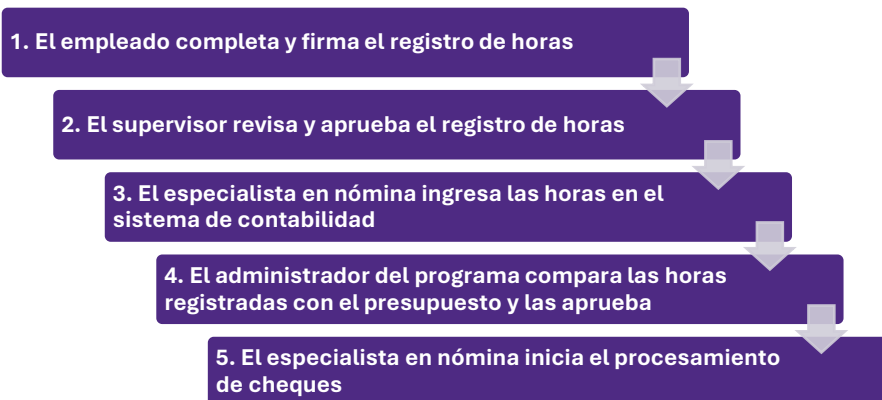 1. El empleado completa y firma el registro de horas
2. El supervisor revisa y aprueba el registro de horas
3. El especialista en nómina ingresa las horas en el
sistema de contabilidad
4. El administrador del programa compara las horas
registradas con el presupuesto y las aprueba
5. El especialista en nómina inicia el procesamiento
de cheques